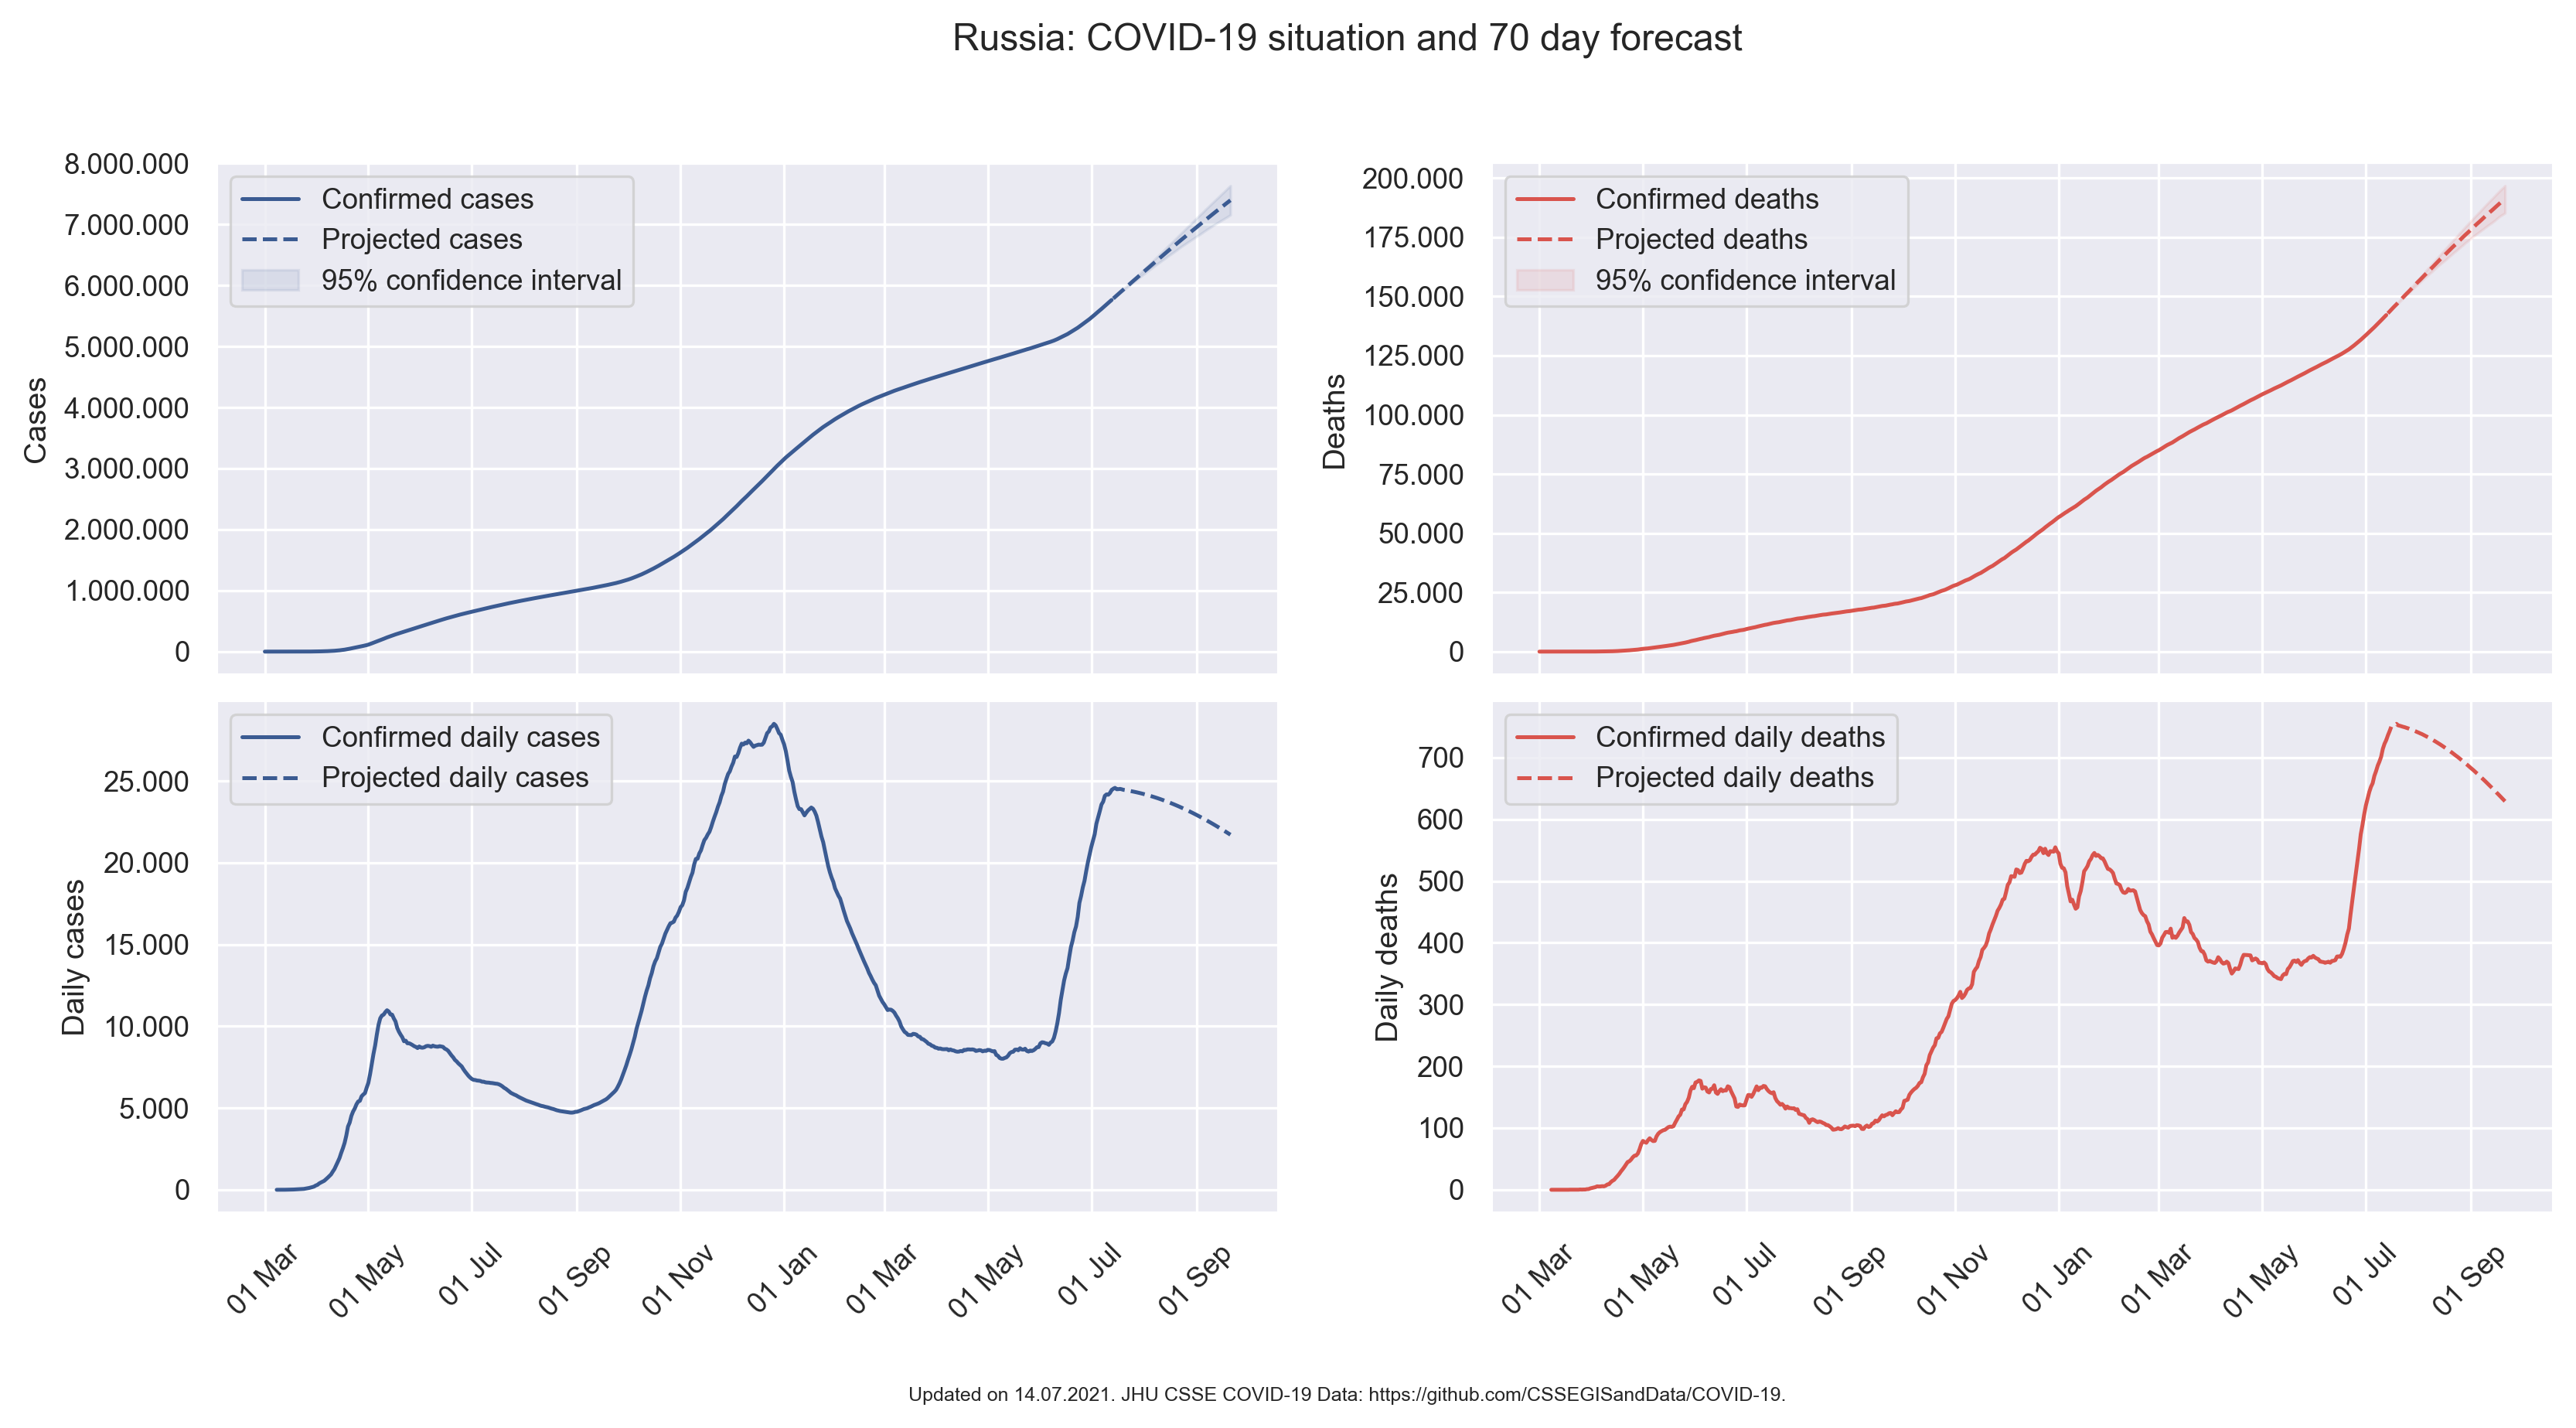 Russia: COVID-19 situation and 70 day forecast
Cases
8.000.000
7.000.000
6.000.000
5.000.000
4.000.000
3.000.000
2.000.000
1.000.000
0
Confirmed cases
Projected cases
95% confidence interval
Deaths
200.000
175.000
150.000
125.000
100.000
75.000
50.000
25.000
0
Confirmed deaths
Projected deaths
95% confidence interval
Daily cases
25.000
20.000
15.000
10.000
5.000
0
Confirmed daily cases
Projected daily cases
01 Mar
01 May
01 Jul
01 Sep
01 Nov
01 Jan
01 Mar
01 May
01 Jul
01 Sep
Daily deaths
700
600
500
400
300
200
100
0
Confirmed daily deaths
Projected daily deaths
01 Mar
01 May
01 Jul
01 Sep
01 Nov
01 Jan
01 Mar
01 May
01 Jul
01 Sep
Updated on 14.07.2021. JHU CSSE COVID-19 Data: https://github.com/CSSEGISandData/COVID-19.